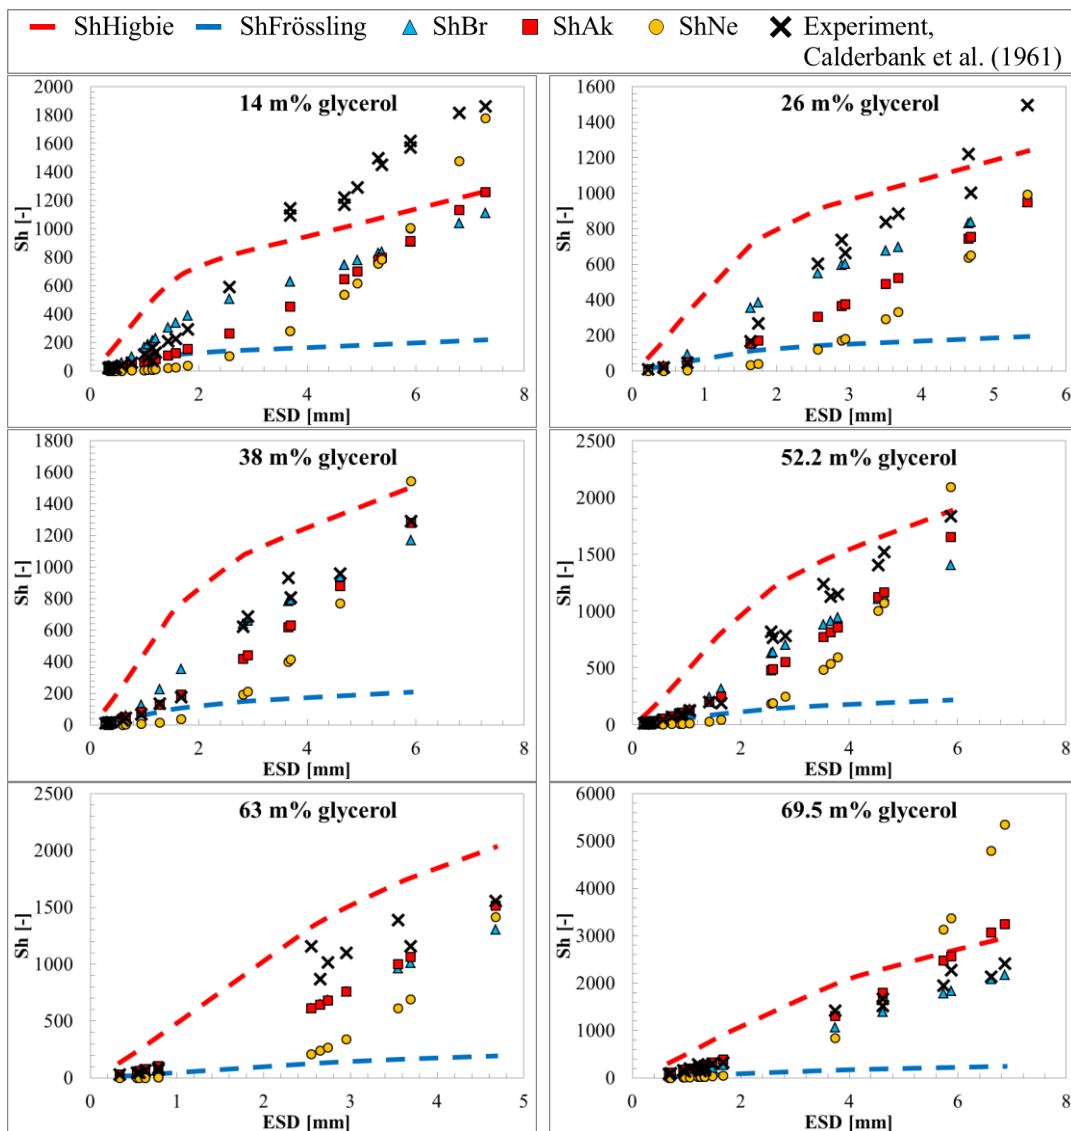 ShHigbie ShFrössling ShBr ShAk ShNe Experiment,
Calderbank et al. (1961)
14 m% glycerol
2000
1800
1600
1400
1200
1000
800
600
400
200
0
Sh [-]
0 2 4 6 8
ESD [mm]
26 m% glycerol
1600
1400
1200
1000
800
600
400
200
0
Sh [-]
0 1 2 3 4 5 6
ESD [mm]
38 m% glycerol
1800
1600
1400
1200
1000
800
600
400
200
0
Sh [-]
0 2 4 6 8
ESD [mm]
52.2 m% glycerol
2500
2000
1500
1000
500
0
Sh [-]
0 2 4 6 8
ESD [mm]
63 m% glycerol
2500
2000
1500
1000
500
0
Sh [-]
0 1 2 3 4 5
ESD [mm]
69.5 m% glycerol
6000
5000
4000
3000
2000
1000
0
Sh [-]
0 2 4 6 8
ESD [mm]